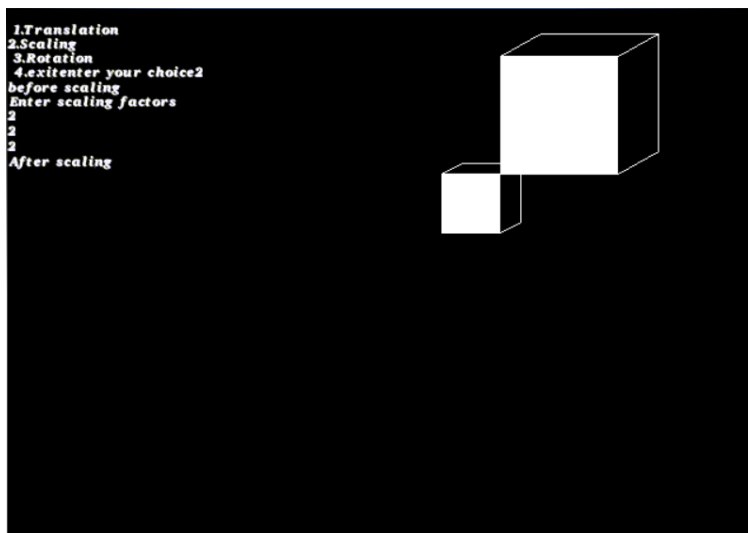 1.Translation
2.Scaling
3.Rotation
4.exitenter your choice2
before scaling
Enter scaling factors
2
2
2
After scaling